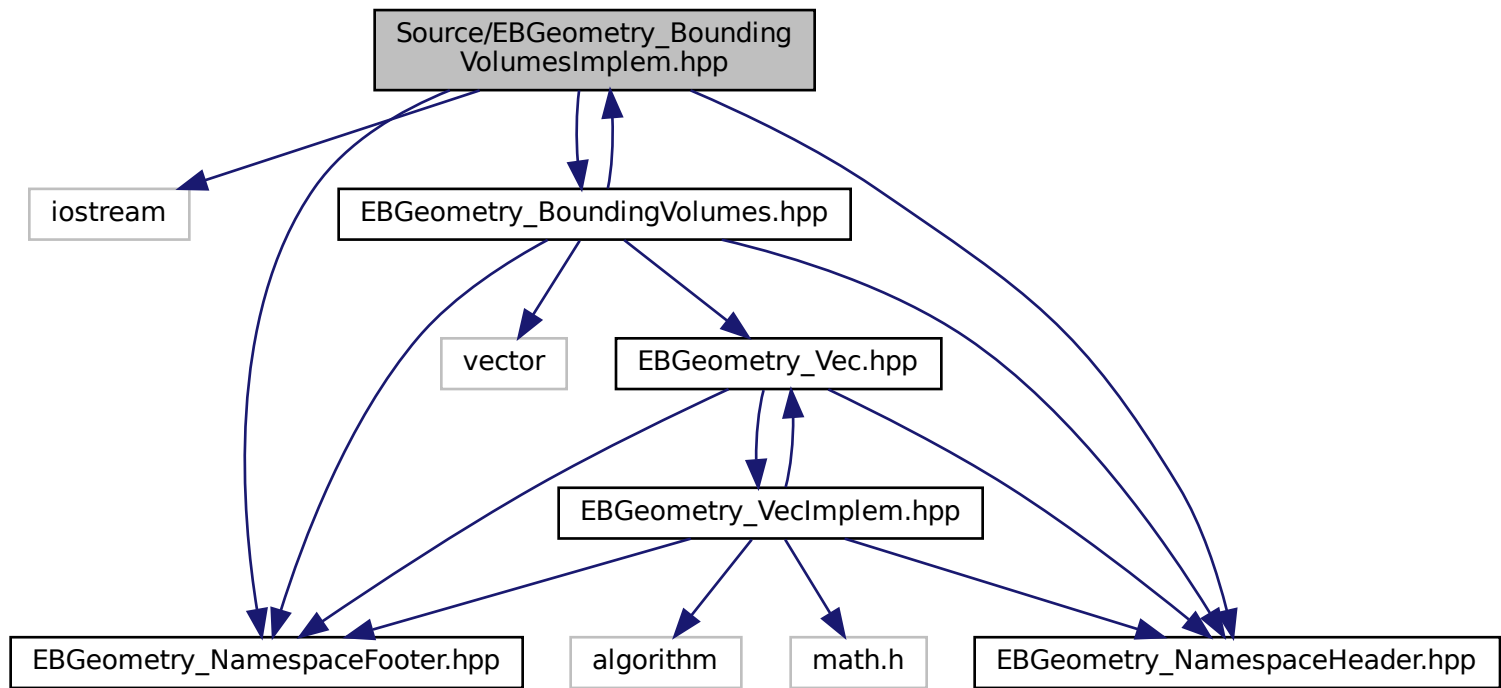 Source/EBGeometry_Bounding
VolumesImplem.hpp
iostream
EBGeometry_BoundingVolumes.hpp
vector
EBGeometry_Vec.hpp
EBGeometry_VecImplem.hpp
EBGeometry_NamespaceFooter.hpp
algorithm
math.h
EBGeometry_NamespaceHeader.hpp